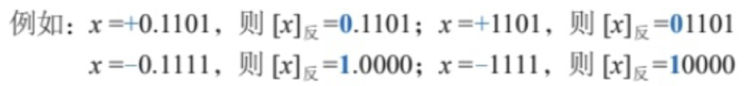 例如：x=+0.1101，则 [x]反=0.1101；x=+1101，则 [x]反=01101
x=-0.1111，则 [x]反=1.0000；x=-1111，则 [x]反=10000